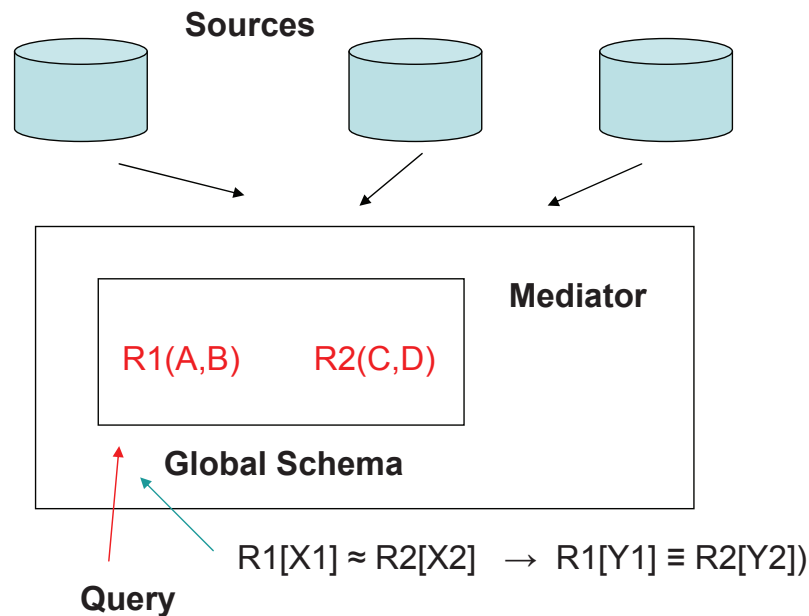 Sources
Mediator
R1(A,B) R2(C,D)
Global Schema
R1[X1] ≈ R2[X2] → R1[Y1] ≡ R2[Y2])
Query